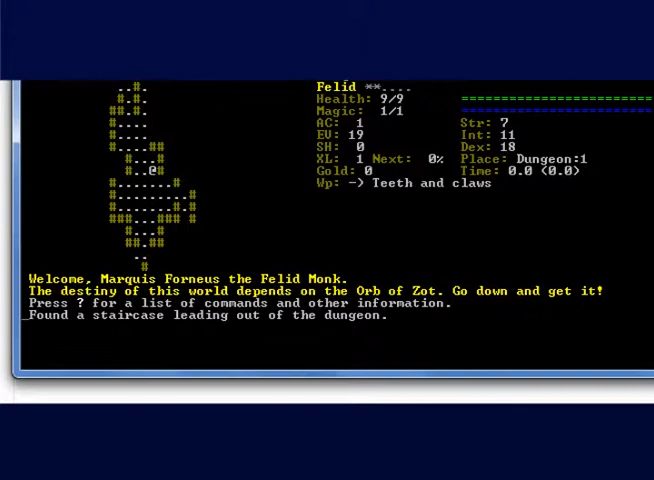 Felid **....
Health: 9/9
Magic: 1/1
AC: 1 Str: 7
EV: 19 Int: 11
SH: 0 Dex: 18
XL: 1 Next: 0% Place: Dungeon:1
Gold: 0 Time: 0.0 (0.0)
Wp: -) Teeth and claws
Welcome, Marquis Forneus the Felid Monk.
The destiny of this world depends on the Orb of Zot. Go down and get it!
Press ? for a list of commands and other information.
_Found a staircase leading out of the dungeon.